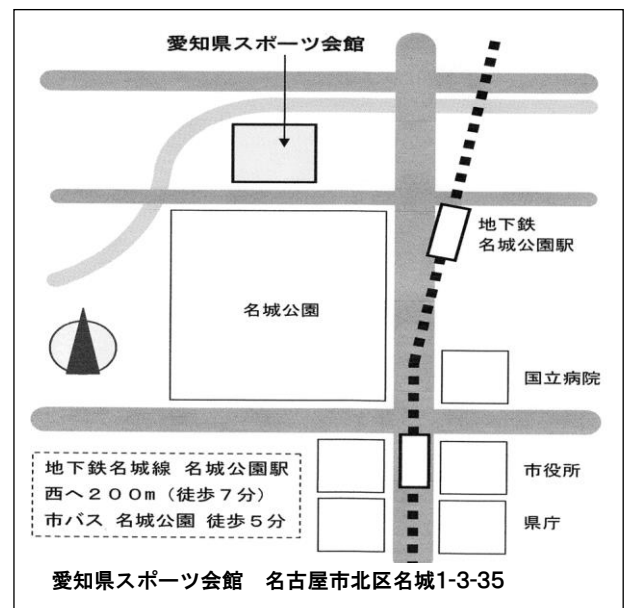 愛知県スポーツ会館
地下鉄
名城公園駅
名城公園
国立病院
市役所
県庁
地下鉄名城線 名城公園駅
西へ200m（徒歩7分）
市バス 名城公園 徒歩5分
愛知県スポーツ会館 名古屋市北区名城1-3-35